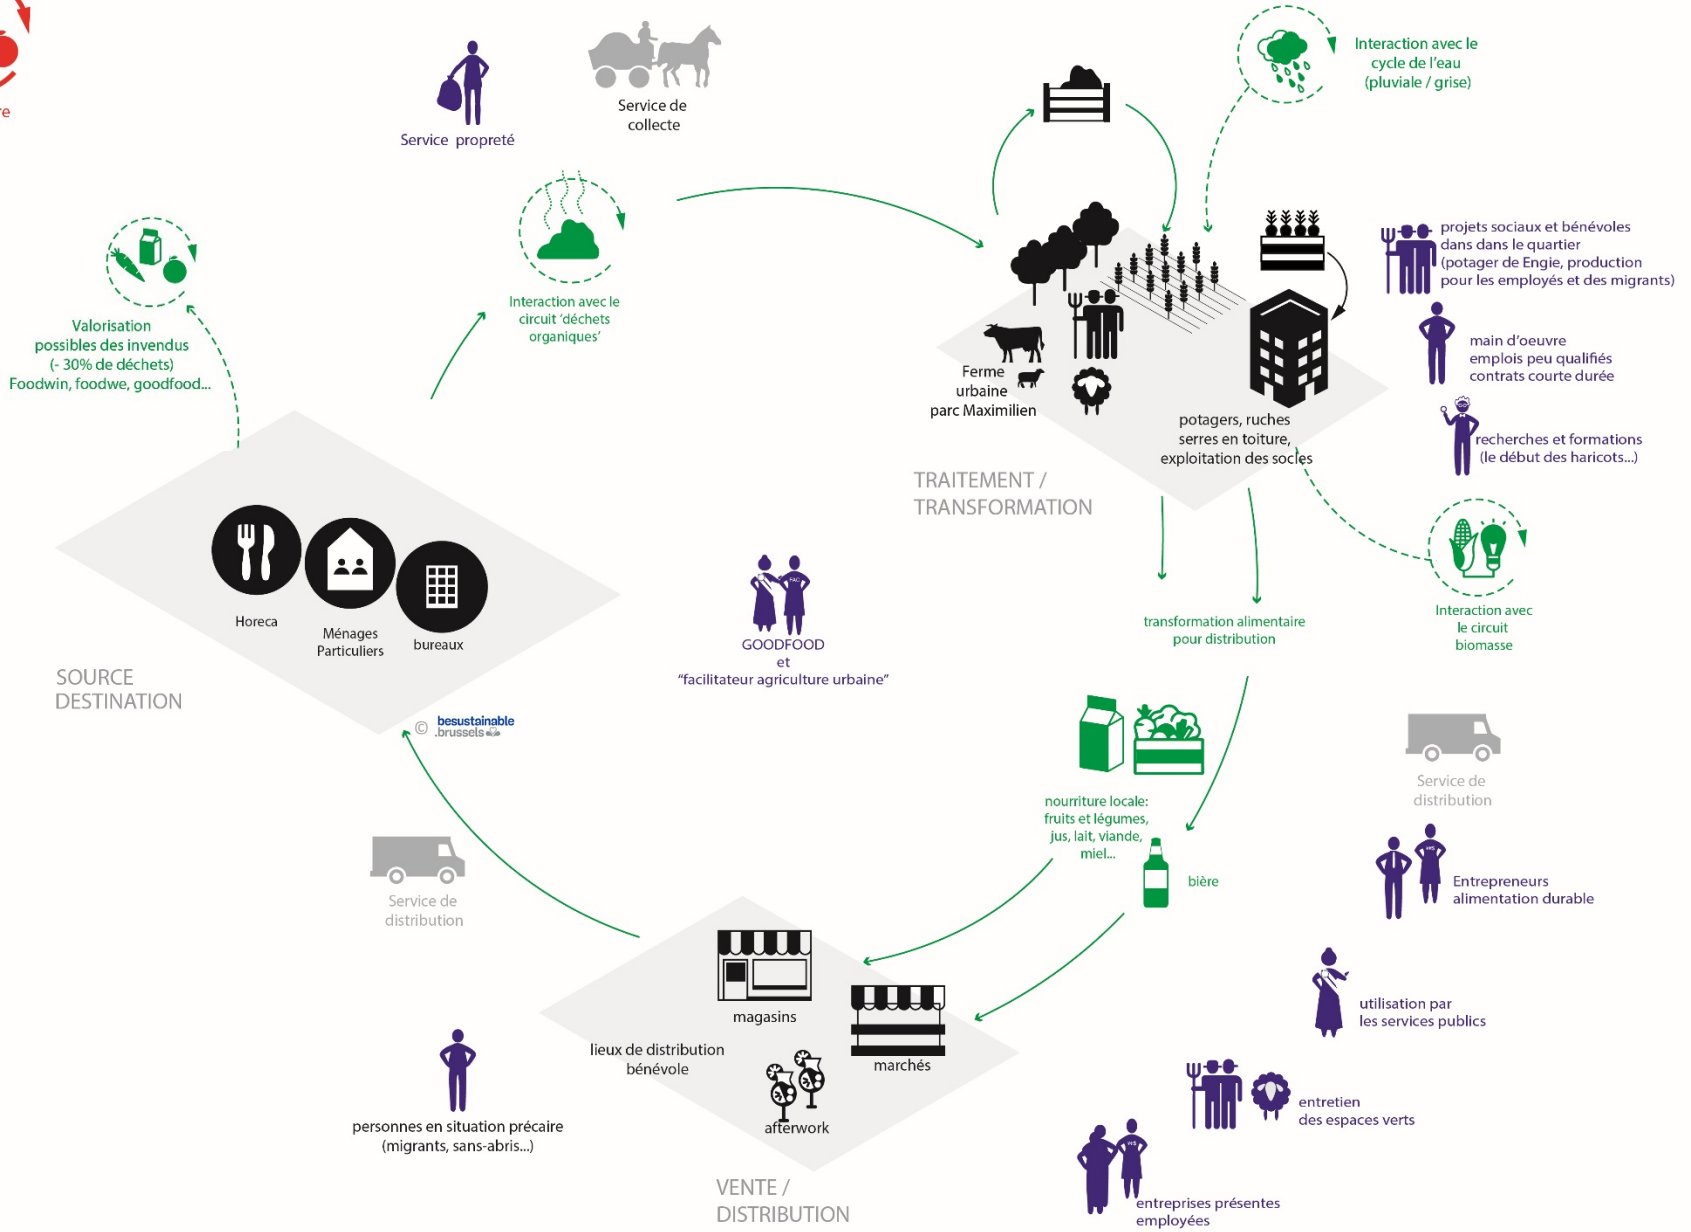 re
Service propreté
Service de
collecte
Interaction avec le
cycle de l'eau
(pluviale / grise)
Valorisation
possibles des invendus
(- 30% de déchets)
Foodwin, foodwe, goodfood...
Interaction avec le
circuit 'déchets
organiques'
projets sociaux et bénévoles
dans dans le quartier
(potager de Engie, production
pour les employés et des migrants)
main d'oeuvre
emplois peu qualifiés
contrats courte durée
recherches et formations
(le début des haricots...)
Ferme
urbaine
parc Maximilien
potagers, ruches
serres en toiture,
exploitation des socles
TRAITEMENT /
TRANSFORMATION
Horeca
Ménages
Particuliers
bureaux
SOURCE
DESTINATION
© besustainable
.brussels
GOODFOOD
et
"facilitateur agriculture urbaine"
transformation alimentaire
pour distribution
Interaction avec
le circuit
biomasse
nourriture locale:
fruits et légumes,
jus, lait, viande,
miel...
bière
Service de
distribution
Service de
distribution
Entrepreneurs
alimentation durable
utilisation par
les services publics
magasins
lieux de distribution
bénévole
marchés
afterwork
personnes en situation précaire
(migrants, sans-abris...)
entretien
des espaces verts
VENTE /
DISTRIBUTION
entreprises présentes
employées